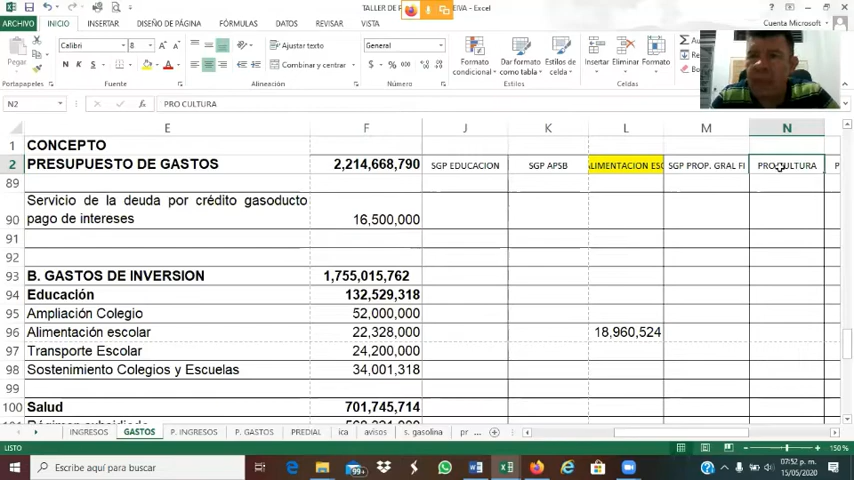 TALLER DE
EIVA - Excel
ARCHIVO INICIO INSERTAR DISEÑO DE PÁGINA FÓRMULAS DATOS REVISAR VISTA Cuenta Microsoft
Pegar Calibri 8 Ajustar texto General
N K S Combinar y centrar $ % 000
Formato condicional Dar formato como tabla Estilos de celda Insertar Eliminar Formato
Portapapeles Fuente Alineación Número Estilos Celdas
N2 PRO CULTURA
E F J K L M N
1 CONCEPTO
2 PRESUPUESTO DE GASTOS 2,214,668,790 SGP EDUCACION SGP APSB ALIMENTACION ESC SGP PROP. GRAL FI PRO CULTURA P
89
90 Servicio de la deuda por crédito gasoducto pago de intereses 16,500,000
91
92
93 B. GASTOS DE INVERSION 1,755,015,762
94 Educación 132,529,318
95 Ampliación Colegio 52,000,000
96 Alimentación escolar 22,328,000 18,960,524
97 Transporte Escolar 24,200,000
98 Sostenimiento Colegios y Escuelas 34,001,318
99
100 Salud 701,745,714
INGRESOS GASTOS P. INGRESOS P. GASTOS PREDIAL ica avisos s. gasolina pr ...
LISTO 150 %
Escribe aquí para buscar 99+ 07:52 p. m.
15/05/2020